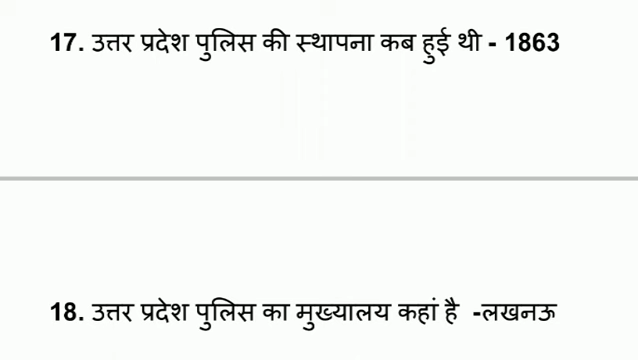 17. उत्तर प्रदेश पुलिस की स्थापना कब हुई थी - 1863
18. उत्तर प्रदेश पुलिस का मुख्यालय कहां है -लखनऊ